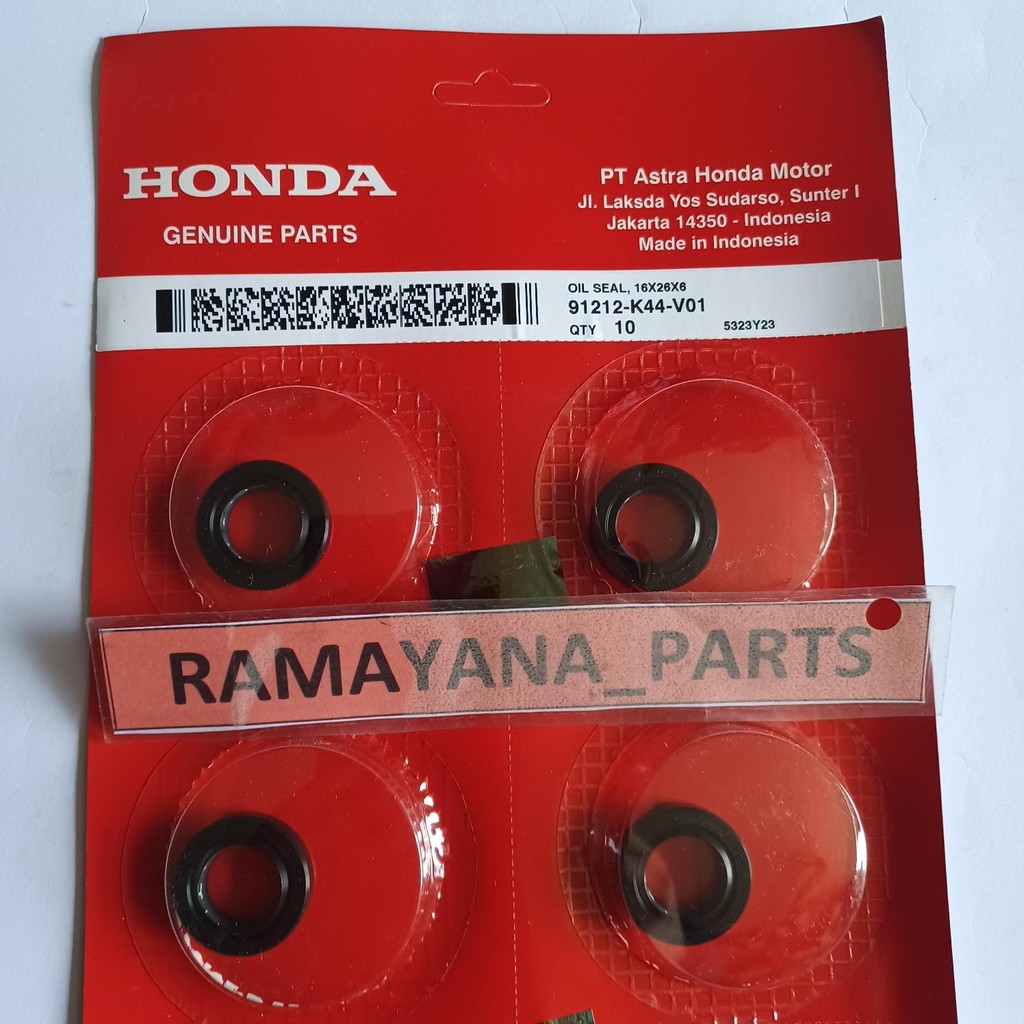 HONDA
GENUINE PARTS
PT Astra Honda Motor
Jl. Laksda Yos Sudarso, Sunter I
Jakarta 14350 - Indonesia
Made in Indonesia
OIL SEAL, 16X26X6
91212-K44-V01
QTY 10
5323Y23
RAMAYANA_PARTS